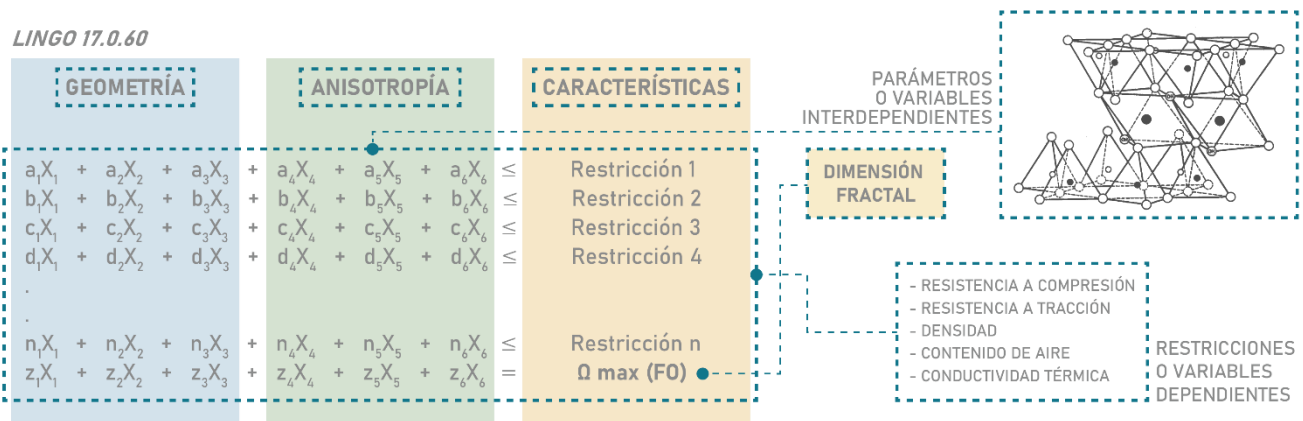 LINGO 17.0.60
GEOMETRÍA
ANISOTROPÍA
CARACTERÍSTICAS
a₁X₁ + a₂X₂ + a₃X₃ + a₄X₄ + a₅X₅ + a₆X₆ ≤ Restricción 1
b₁X₁ + b₂X₂ + b₃X₃ + b₄X₄ + b₅X₅ + b₆X₆ ≤ Restricción 2
c₁X₁ + c₂X₂ + c₃X₃ + c₄X₄ + c₅X₅ + c₆X₆ ≤ Restricción 3
d₁X₁ + d₂X₂ + d₃X₃ + d₄X₄ + d₅X₅ + d₆X₆ ≤ Restricción 4
.
.
n₁X₁ + n₂X₂ + n₃X₃ + n₄X₄ + n₅X₅ + n₆X₆ ≤ Restricción n
z₁X₁ + z₂X₂ + z₃X₃ + z₄X₄ + z₅X₅ + z₆X₆ = Ω max (FO)
PARÁMETROS
O VARIABLES
INTERDEPENDIENTES
DIMENSIÓN
FRACTAL
- RESISTENCIA A COMPRESIÓN
- RESISTENCIA A TRACCIÓN
- DENSIDAD
- CONTENIDO DE AIRE
- CONDUCTIVIDAD TÉRMICA
RESTRICCIONES
O VARIABLES
DEPENDIENTES